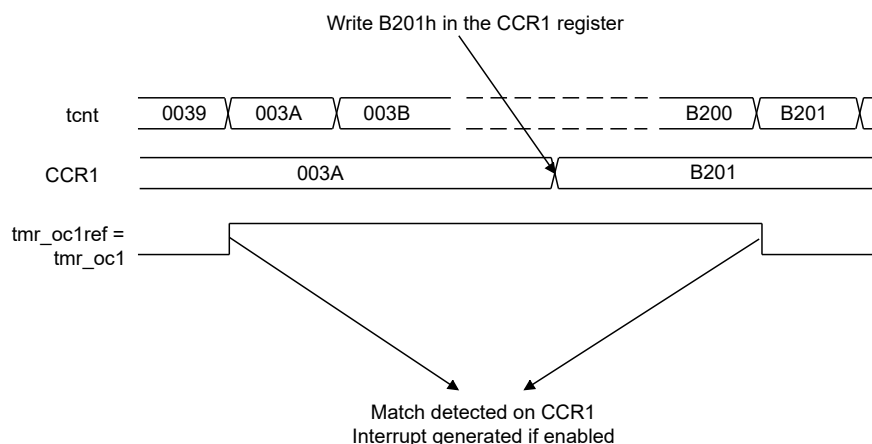 Write B201h in the CCR1 register
tcnt 0039 003A 003B B200 B201
CCR1 003A B201
tmr_oc1ref =
tmr_oc1
Match detected on CCR1
Interrupt generated if enabled